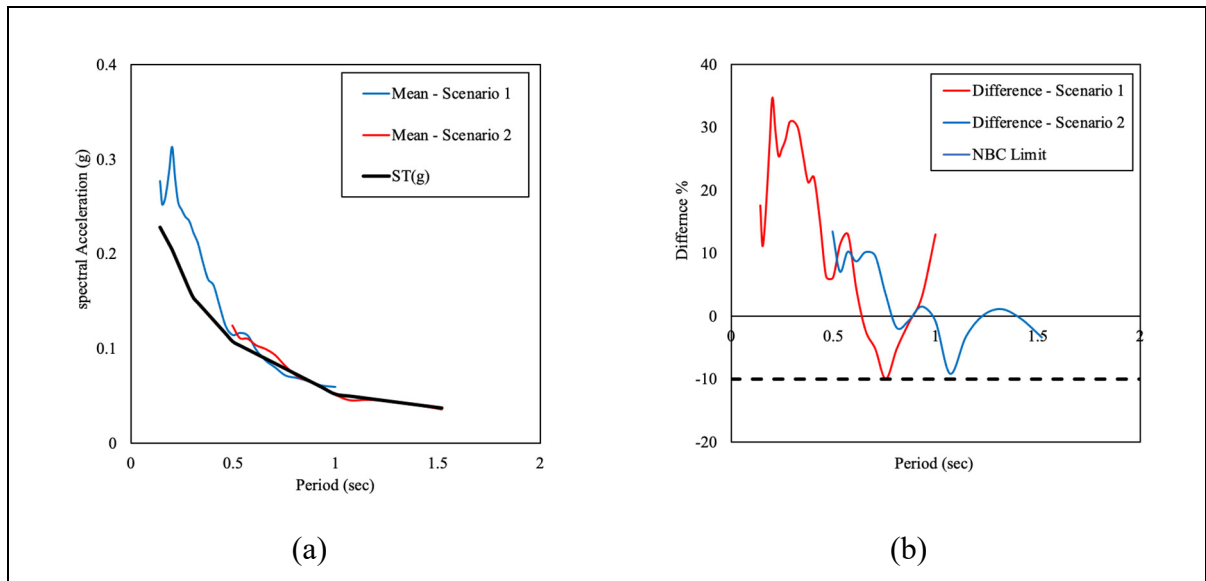 0.4
0.3
0.2
0.1
0
0
0.5
1
1.5
2
spectral Acceleration (g)
Period (sec)
Mean - Scenario 1
Mean - Scenario 2
ST(g)
(a)
40
30
20
10
0
-10
-20
0
0.5
1
1.5
2
Differnce %
Period (sec)
Difference - Scenario 1
Difference - Scenario 2
NBC Limit
(b)